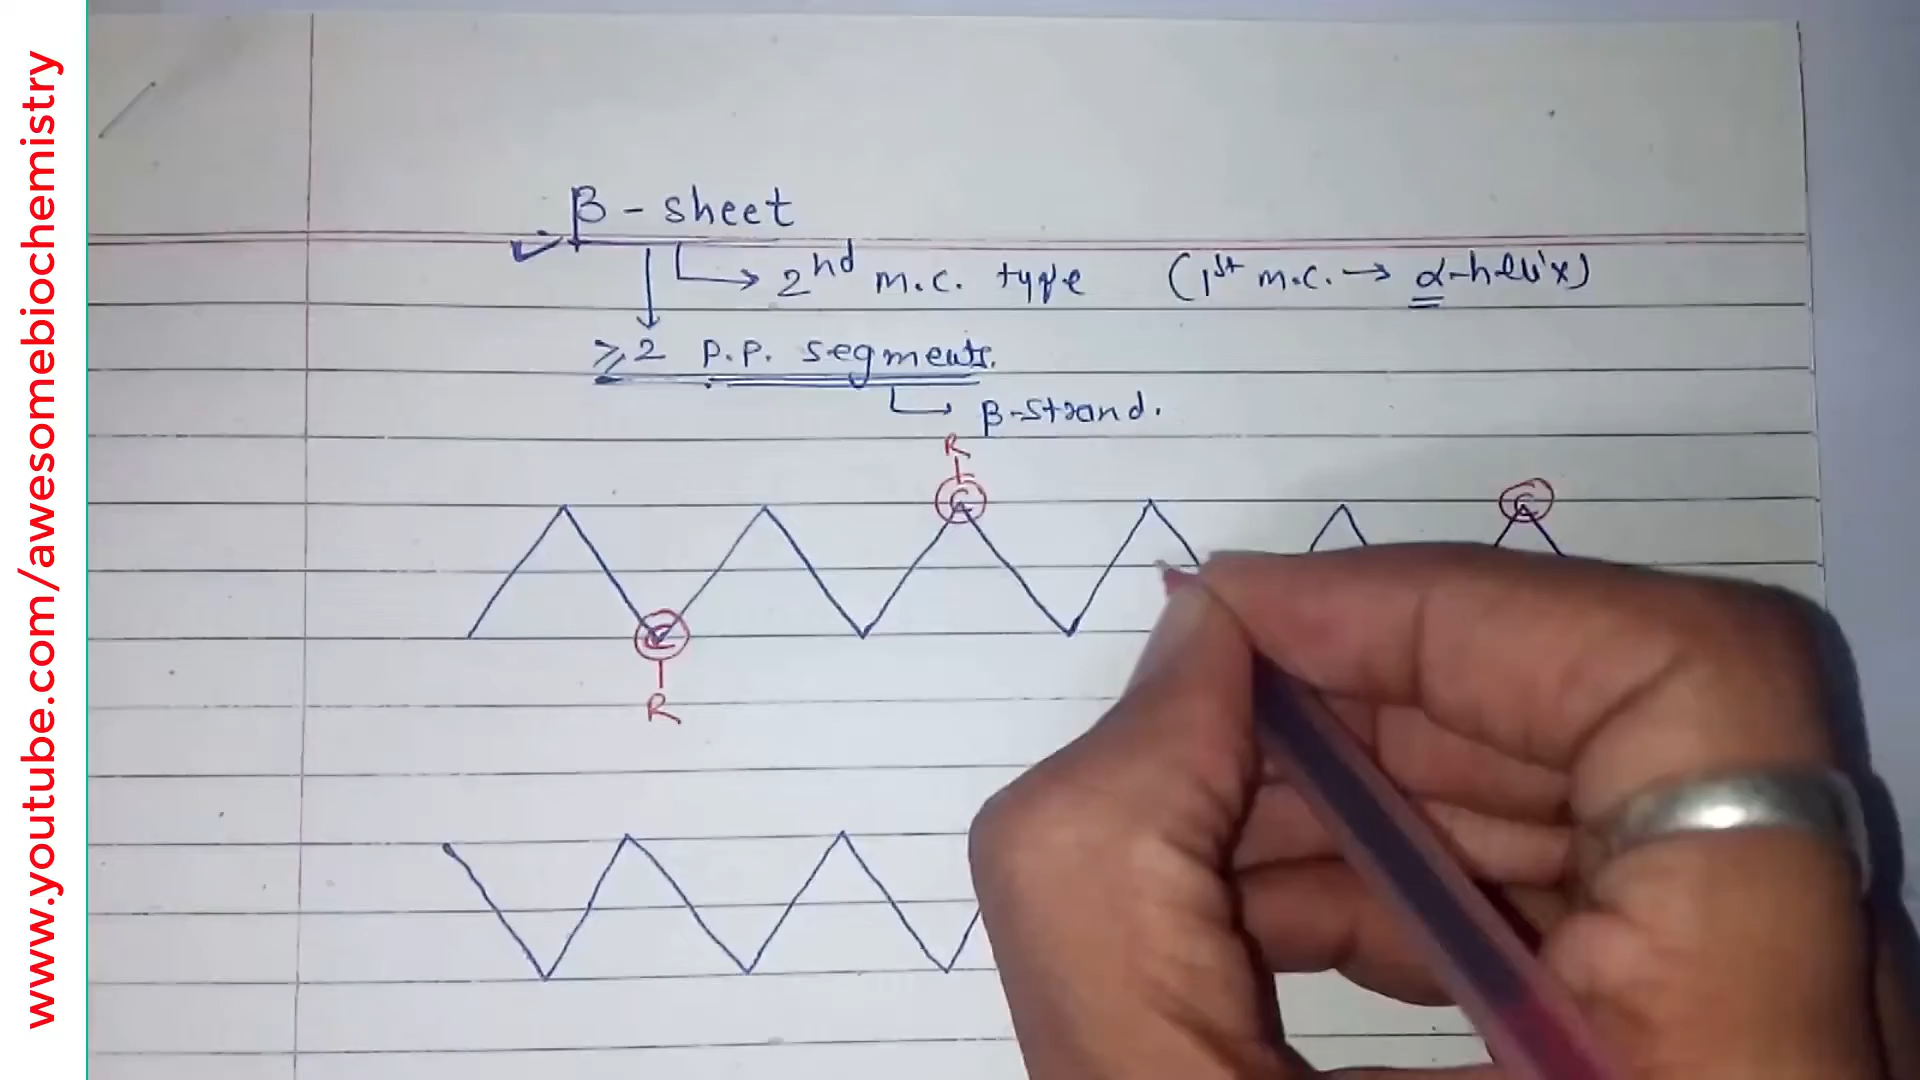 www.youtube.com/awesomebiochemistry
β - sheet
2nd m.c. type (1st m.c. → α-helix)
≥2 P.P. segments.
β-strand.
R
C
C
C
R